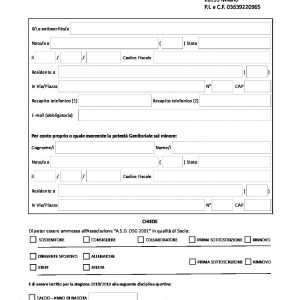 P.I. e C.F. 03639220965
Il/La sottoscritto/a
Nato/a a ( ) Stato
Il / / Codice Fiscale
Residente a ( )
In Via/Piazza N° CAP
Recapito telefonico (1) Recapito telefonico (2)
E-mail (obbligatoria)
Per conto proprio o quale esercente la potestà Genitoriale sul minore:
Cognome/i Nome/i
Nato/a a ( ) Stato
Il / / Codice Fiscale
Residente a ( )
In Via/Piazza N° CAP
CHIEDE
Di poter essere ammesso all'Associazione "A.S.D. OSG 2001" in qualità di Socio:
SOSTENITORE CONSIGLIERE COLLABORATORE PRIMA SOTTOSCRIZIONE RINNOVO
DIRIGENTE SPORTIVO ALLENATORE
STAFF ATLETA PRIMA SOTTOSCRIZIONE RINNOVO
E di essere iscritto per la stagione 2018/2019 alla seguente disciplina sportiva:
CALCIO - ANNO DI NASCITA